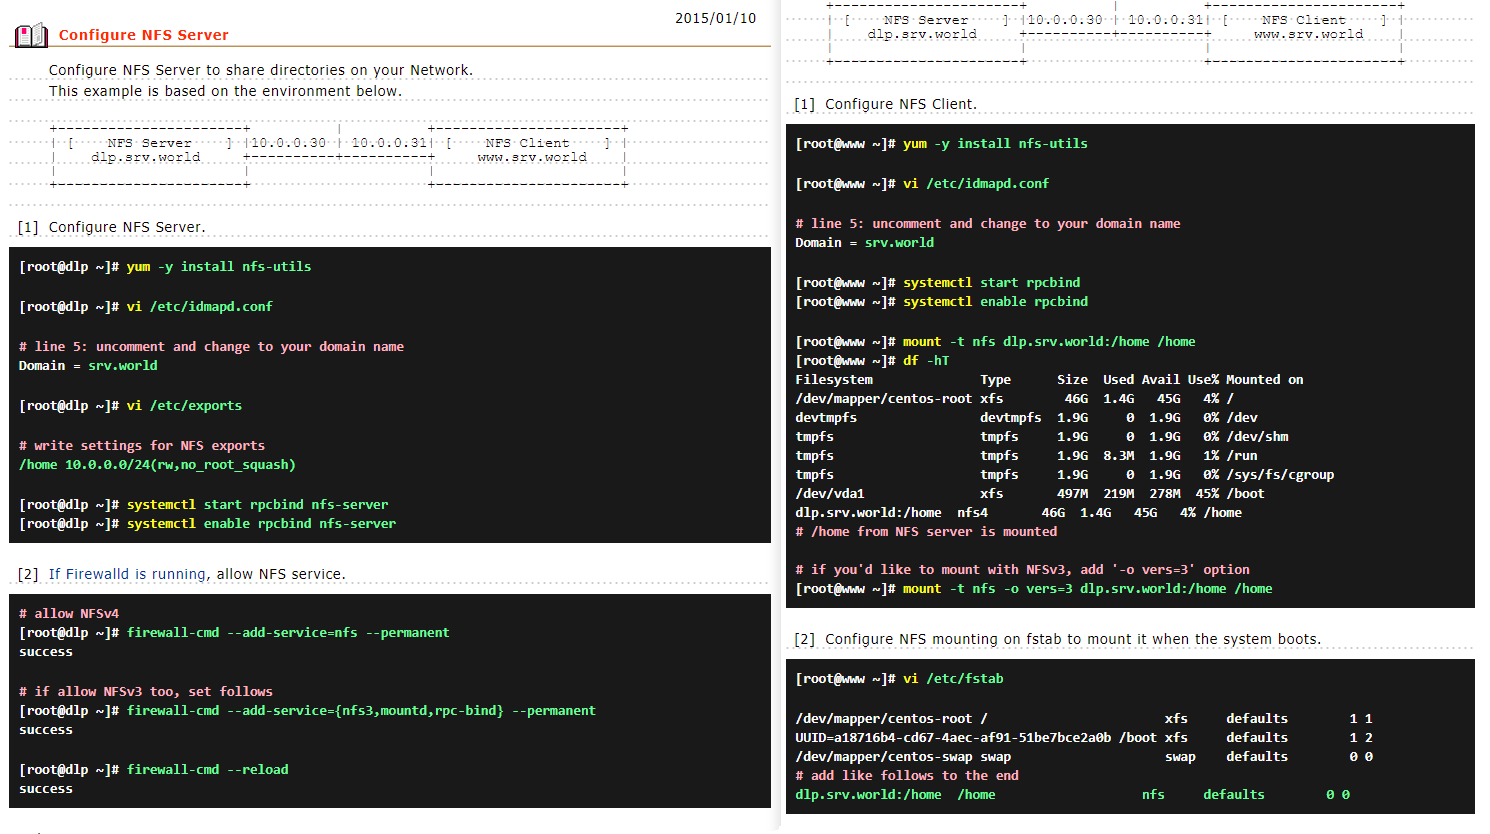 2015/01/10
Configure NFS Server
Configure NFS Server to share directories on your Network.
This example is based on the environment below.
+----------------------+          |          +----------------------+
| [    NFS Server    ] |10.0.0.30 | 10.0.0.31| [    NFS Client    ] |
|    dlp.srv.world     +----------+----------+     www.srv.world    |
|                      |                     |                      |
+----------------------+                     +----------------------+
[1] Configure NFS Server.
[root@dlp ~]# yum -y install nfs-utils
[root@dlp ~]# vi /etc/idmapd.conf
# line 5: uncomment and change to your domain name
Domain = srv.world
[root@dlp ~]# vi /etc/exports
# write settings for NFS exports
/home 10.0.0.0/24(rw,no_root_squash)
[root@dlp ~]# systemctl start rpcbind nfs-server
[root@dlp ~]# systemctl enable rpcbind nfs-server
[2] If Firewalld is running, allow NFS service.
# allow NFSv4
[root@dlp ~]# firewall-cmd --add-service=nfs --permanent
success
# if allow NFSv3 too, set follows
[root@dlp ~]# firewall-cmd --add-service={nfs3,mountd,rpc-bind} --permanent
success
[root@dlp ~]# firewall-cmd --reload
success
+----------------------+          |          +----------------------+
| [    NFS Server    ] |10.0.0.30 | 10.0.0.31| [    NFS Client    ] |
|    dlp.srv.world     +----------+----------+     www.srv.world    |
|                      |                     |                      |
+----------------------+                     +----------------------+
[1] Configure NFS Client.
[root@www ~]# yum -y install nfs-utils
[root@www ~]# vi /etc/idmapd.conf
# line 5: uncomment and change to your domain name
Domain = srv.world
[root@www ~]# systemctl start rpcbind
[root@www ~]# systemctl enable rpcbind
[root@www ~]# mount -t nfs dlp.srv.world:/home /home
[root@www ~]# df -hT
Filesystem              Type      Size  Used Avail Use% Mounted on
/dev/mapper/centos-root xfs        46G  1.4G   45G   4% /
devtmpfs                devtmpfs  1.9G     0  1.9G   0% /dev
tmpfs                   tmpfs     1.9G     0  1.9G   0% /dev/shm
tmpfs                   tmpfs     1.9G  8.3M  1.9G   1% /run
tmpfs                   tmpfs     1.9G     0  1.9G   0% /sys/fs/cgroup
/dev/vda1               xfs       497M  219M  278M  45% /boot
dlp.srv.world:/home  nfs4       46G  1.4G   45G   4% /home
# /home from NFS server is mounted
# if you'd like to mount with NFSv3, add '-o vers=3' option
[root@www ~]# mount -t nfs -o vers=3 dlp.srv.world:/home /home
[2] Configure NFS mounting on fstab to mount it when the system boots.
[root@www ~]# vi /etc/fstab
/dev/mapper/centos-root /                       xfs     defaults        1 1
UUID=a18716b4-cd67-4aec-af91-51be7bce2a0b /boot xfs     defaults        1 2
/dev/mapper/centos-swap swap                    swap    defaults        0 0
# add like follows to the end
dlp.srv.world:/home  /home                   nfs     defaults        0 0